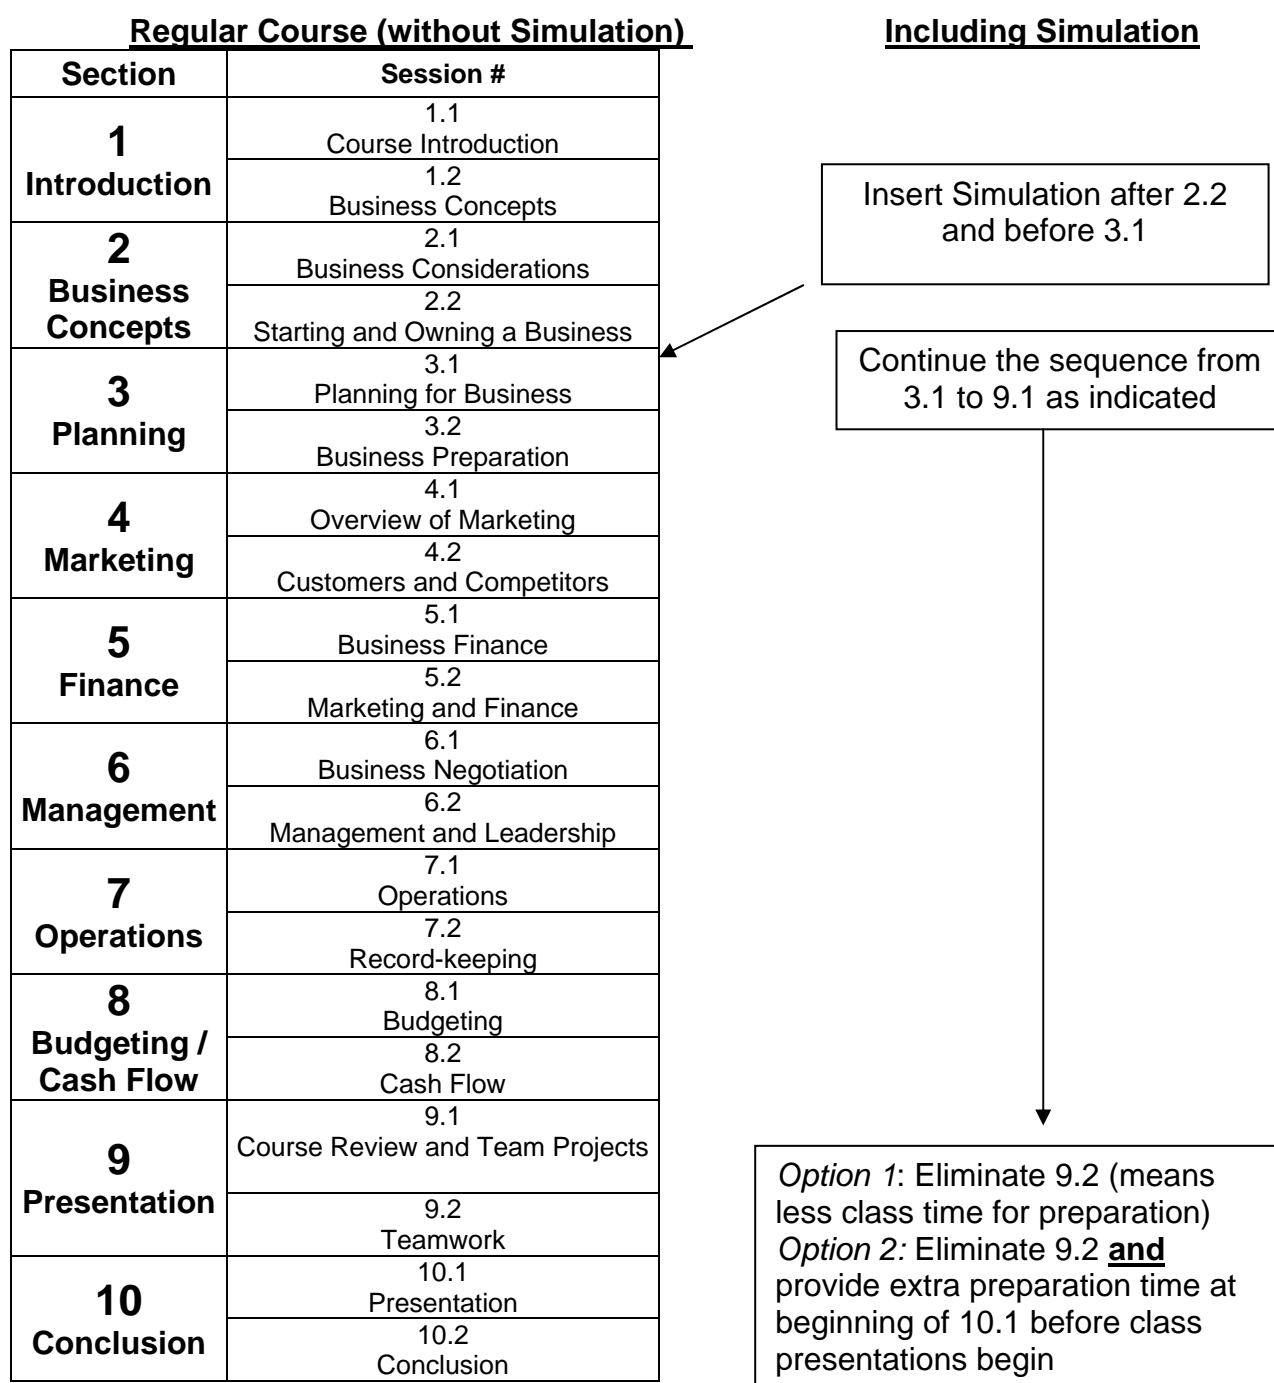 Regular Course (without Simulation)
Including Simulation
Section
Session #
1
Introduction
1.1
Course Introduction
1.2
Business Concepts
2
Business
Concepts
2.1
Business Considerations
2.2
Starting and Owning a Business
3
Planning
3.1
Planning for Business
3.2
Business Preparation
4
Marketing
4.1
Overview of Marketing
4.2
Customers and Competitors
5
Finance
5.1
Business Finance
5.2
Marketing and Finance
6
Management
6.1
Business Negotiation
6.2
Management and Leadership
7
Operations
7.1
Operations
7.2
Record-keeping
8
Budgeting /
Cash Flow
8.1
Budgeting
8.2
Cash Flow
9
Presentation
9.1
Course Review and Team Projects
9.2
Teamwork
10
Conclusion
10.1
Presentation
10.2
Conclusion
Insert Simulation after 2.2
and before 3.1
Continue the sequence from
3.1 to 9.1 as indicated
Option 1: Eliminate 9.2 (means
less class time for preparation)
Option 2: Eliminate 9.2 and
provide extra preparation time at
beginning of 10.1 before class
presentations begin